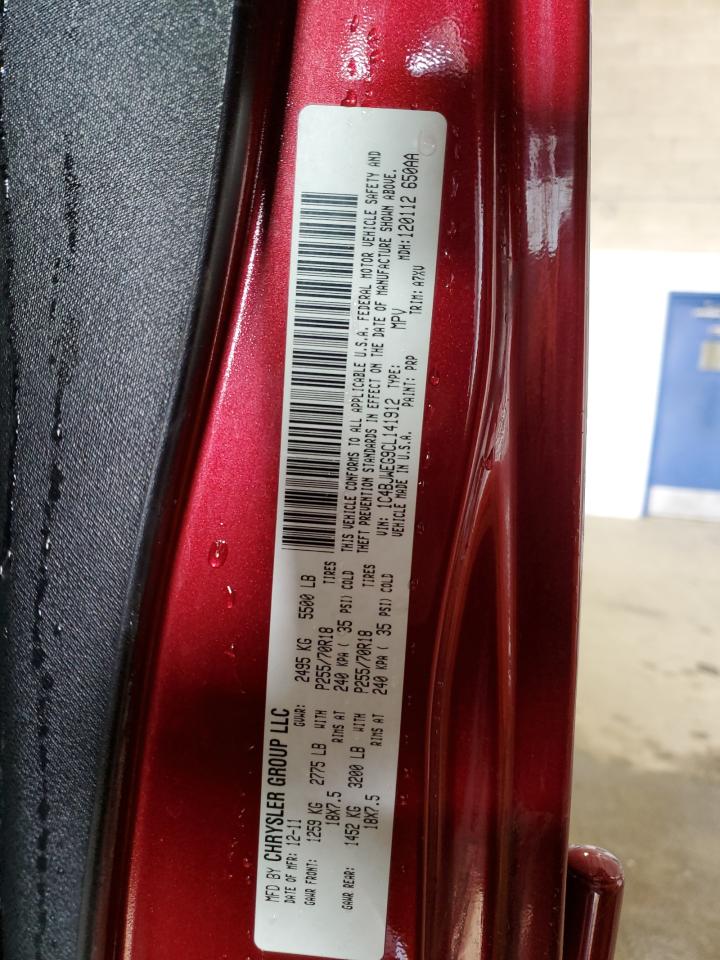 MFD BY CHRYSLER GROUP LLC
DATE OF MFR: 12-11 GVWR: 2495 KG 5500 LB
GAWR FRONT: 1259 KG 2775 LB WITH P255/70R18 TIRES
18X7.5 RIMS AT 240 KPA ( 35 PSI) COLD
GAWR REAR: 1452 KG 3200 LB WITH P255/70R18 TIRES
18X7.5 RIMS AT 240 KPA ( 35 PSI) COLD
THIS VEHICLE CONFORMS TO ALL APPLICABLE U.S.A. FEDERAL MOTOR VEHICLE SAFETY AND
THEFT PREVENTION STANDARDS IN EFFECT ON THE DATE OF MANUFACTURE SHOWN ABOVE.
VIN: 1C4BJWEG9CL141912 TYPE: MPV MDH: 120112 650AA
VEHICLE MADE IN U.S.A. PAINT: PRP TRIM: A7XV